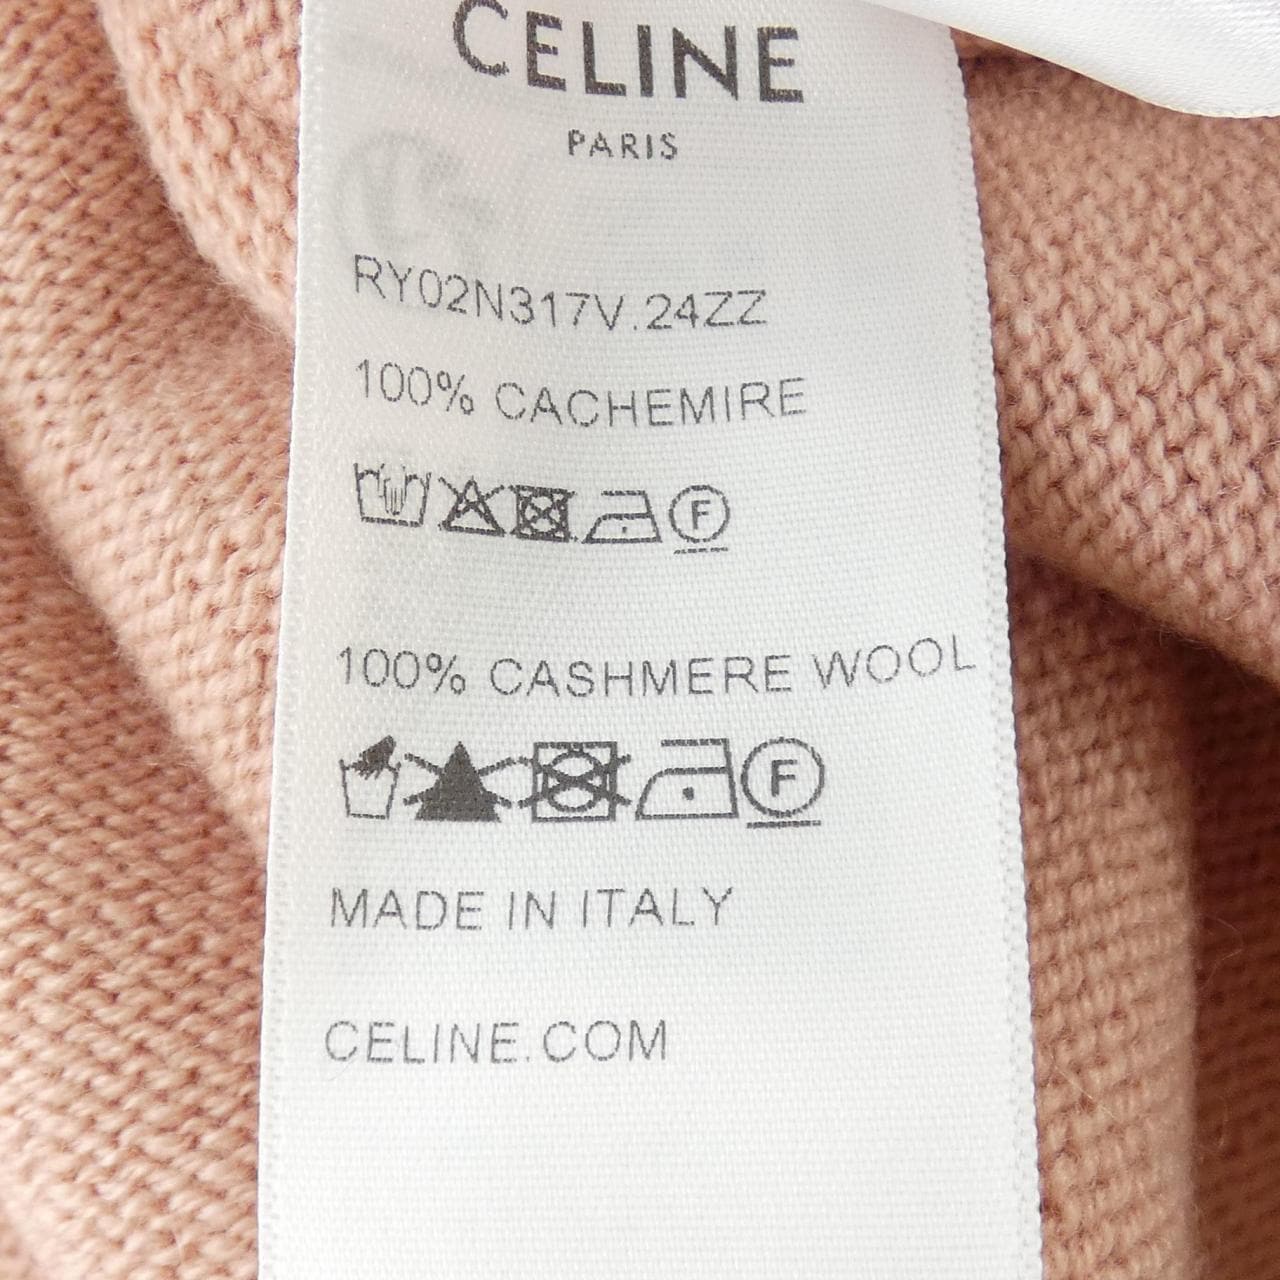 CELINE
PARIS
RY02N317V.24ZZ
100% CACHEMIRE
F
100% CASHMERE WOOL
F
MADE IN ITALY
CELINE.COM